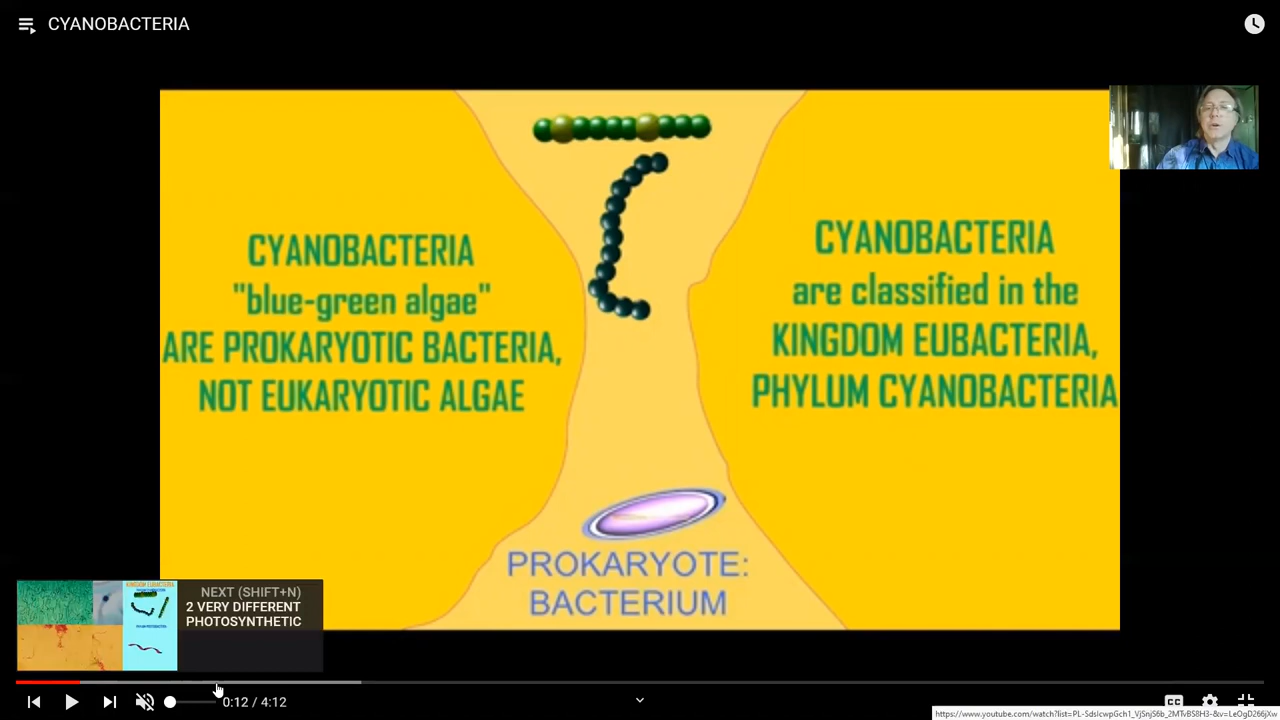 CYANOBACTERIA
CYANOBACTERIA
"blue-green algae"
ARE PROKARYOTIC BACTERIA,
NOT EUKARYOTIC ALGAE
CYANOBACTERIA
are classified in the
KINGDOM EUBACTERIA,
PHYLUM CYANOBACTERIA
PROKARYOTE:
BACTERIUM
NEXT (SHIFT+N)
2 VERY DIFFERENT
PHOTOSYNTHETIC
0:12 / 4:12
CC